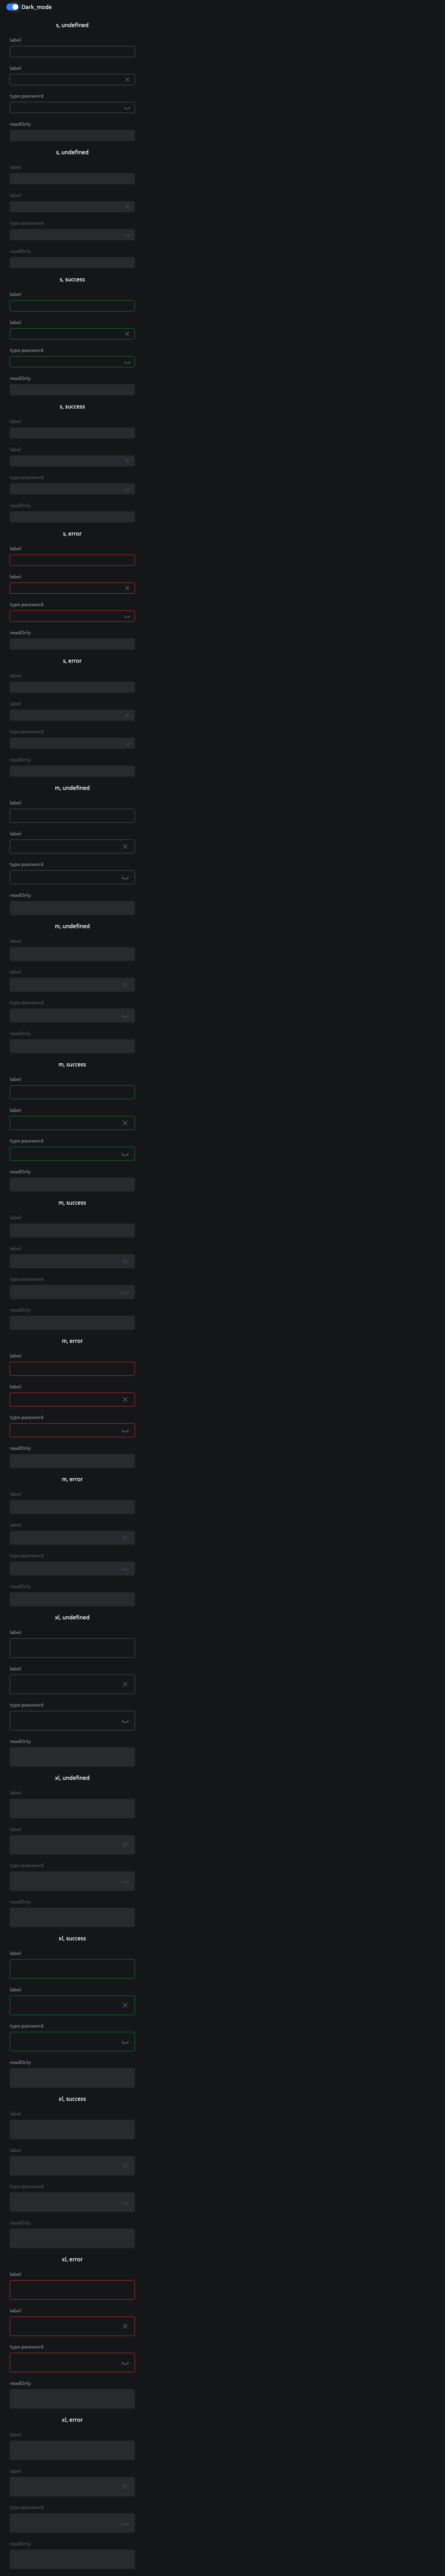 Dark_mode
s, undefined
label
label
type password
readOnly
s, undefined
label
label
type password
readOnly
s, success
label
label
type password
readOnly
s, success
label
label
type password
readOnly
s, error
label
label
type password
readOnly
s, error
label
label
type password
readOnly
m, undefined
label
label
type password
readOnly
m, undefined
label
label
type password
readOnly
m, success
label
label
type password
readOnly
m, success
label
label
type password
readOnly
m, error
label
label
type password
readOnly
m, error
label
label
type password
readOnly
xl, undefined
label
label
type password
readOnly
xl, undefined
label
label
type password
readOnly
xl, success
label
label
type password
readOnly
xl, success
label
label
type password
readOnly
xl, error
label
label
type password
readOnly
xl, error
label
label
type password
readOnly